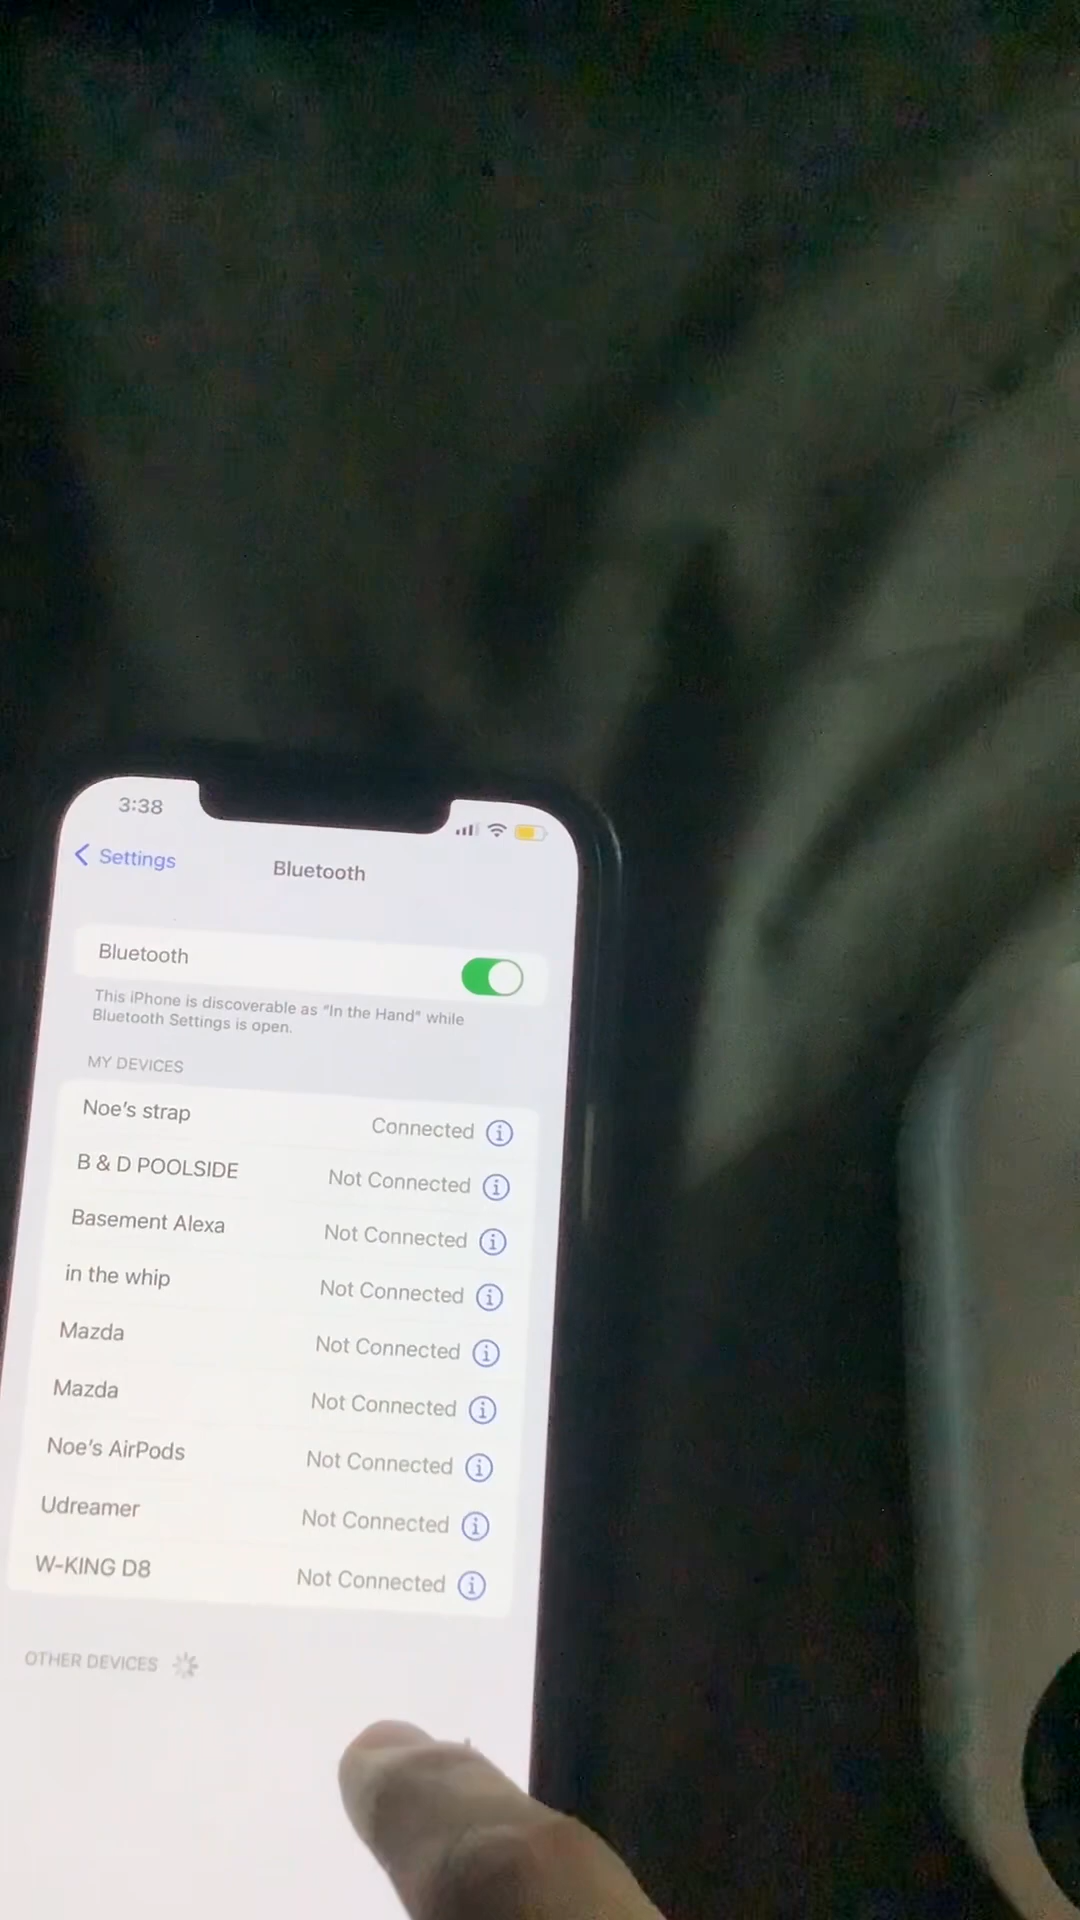 3:38
Settings
Bluetooth
Bluetooth
This iPhone is discoverable as "In the Hand" while
Bluetooth Settings is open.
MY DEVICES
Noe's strap Connected
B & D POOLSIDE Not Connected
Basement Alexa Not Connected
in the whip Not Connected
Mazda Not Connected
Mazda Not Connected
Noe's AirPods Not Connected
Udreamer Not Connected
W-KING D8 Not Connected
OTHER DEVICES